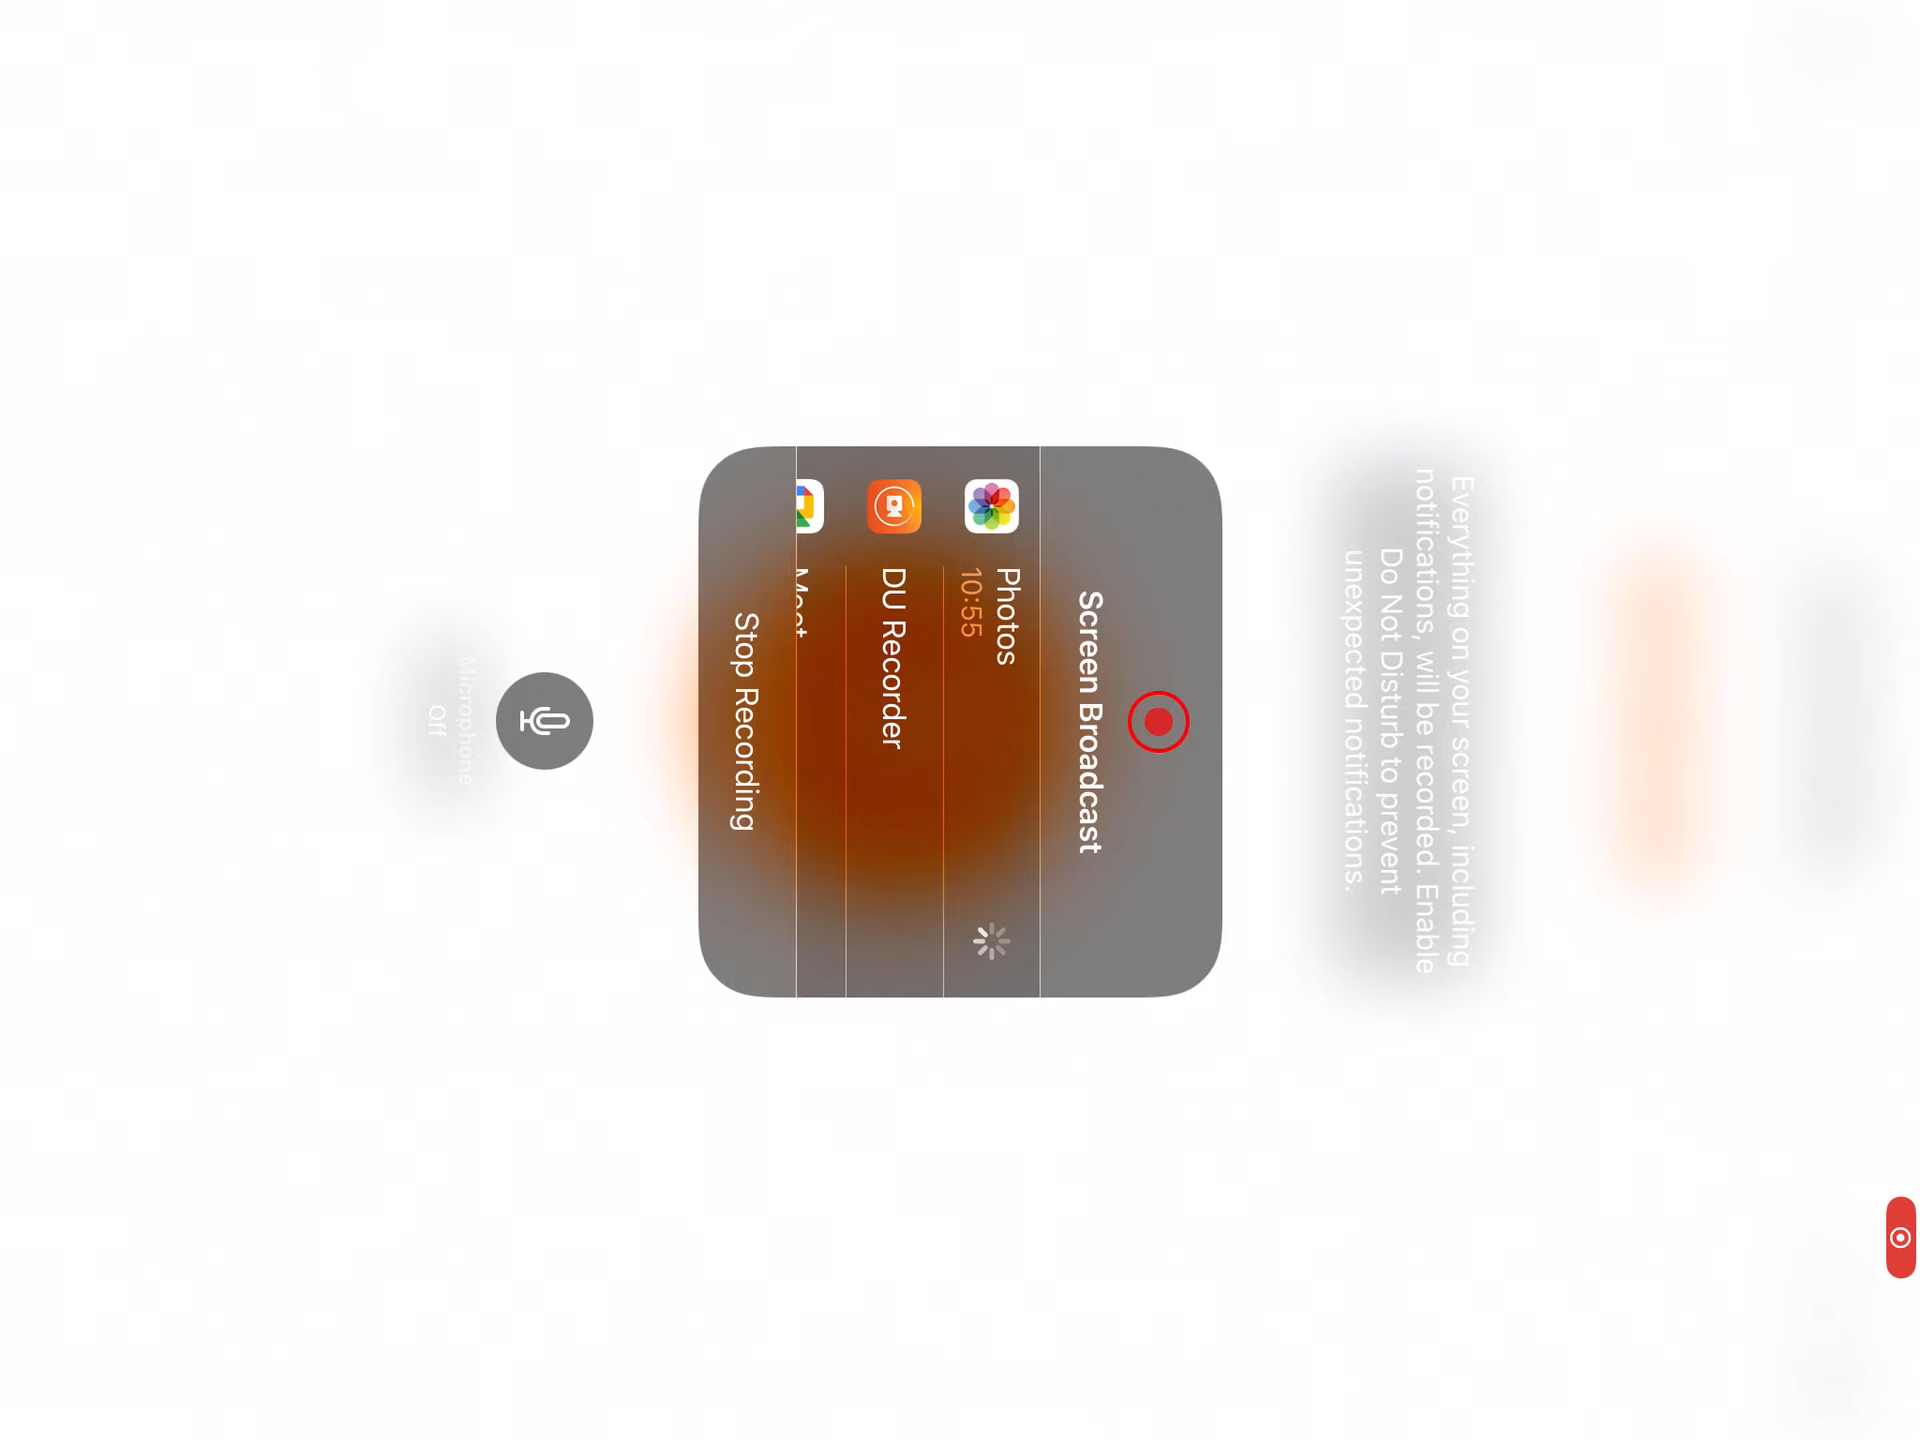 Everything on your screen, including
notifications, will be recorded. Enable
Do Not Disturb to prevent
unexpected notifications.
Screen Broadcast
Photos
10:55
DU Recorder
Meet
Stop Recording
Microphone
Off